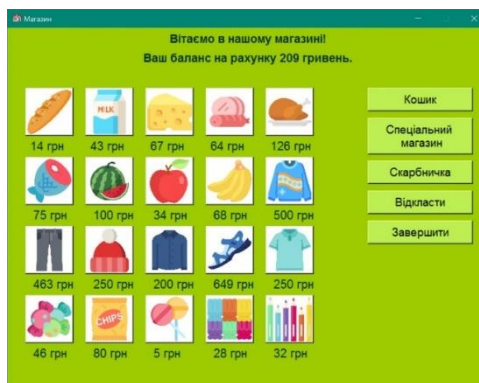 Магазин
Вітаємо в нашому магазині!
Ваш баланс на рахунку 209 гривень.
MILK
14 грн 43 грн 67 грн 64 грн 126 грн
75 грн 100 грн 34 грн 68 грн 500 грн
463 грн 250 грн 200 грн 649 грн 250 грн
CHIPS
46 грн 80 грн 5 грн 28 грн 32 грн
Кошик
Спеціальний
магазин
Скарбничка
Відкласти
Завершити